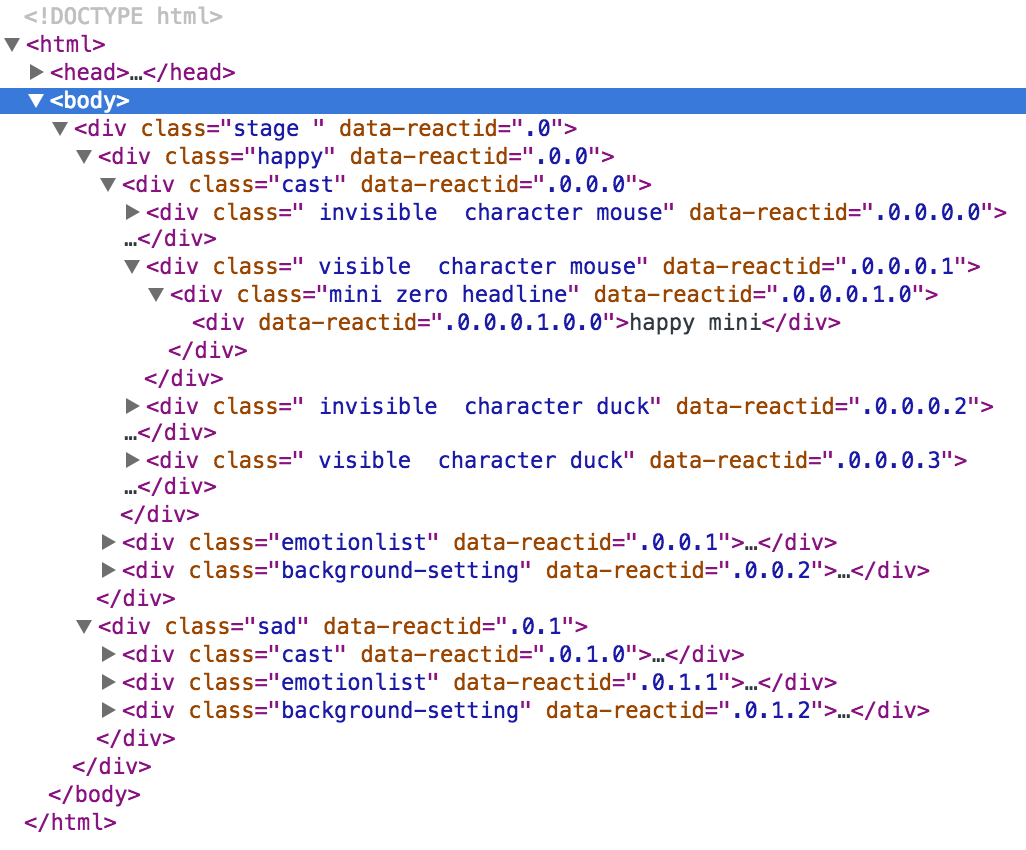 <!DOCTYPE html>
▼<html>
▶<head>…</head>
▼<body>
▼<div class="stage " data-reactid=".0">
▼<div class="happy" data-reactid=".0.0">
▼<div class="cast" data-reactid=".0.0.0">
▶<div class=" invisible  character mouse" data-reactid=".0.0.0.0">
…</div>
▼<div class=" visible  character mouse" data-reactid=".0.0.0.1">
▼<div class="mini zero headline" data-reactid=".0.0.0.1.0">
<div data-reactid=".0.0.0.1.0.0">happy mini</div>
</div>
</div>
▶<div class=" invisible  character duck" data-reactid=".0.0.0.2">
…</div>
▶<div class=" visible  character duck" data-reactid=".0.0.0.3">
…</div>
</div>
▶<div class="emotionlist" data-reactid=".0.0.1">…</div>
▶<div class="background-setting" data-reactid=".0.0.2">…</div>
</div>
▼<div class="sad" data-reactid=".0.1">
▶<div class="cast" data-reactid=".0.1.0">…</div>
▶<div class="emotionlist" data-reactid=".0.1.1">…</div>
▶<div class="background-setting" data-reactid=".0.1.2">…</div>
</div>
</div>
</body>
</html>